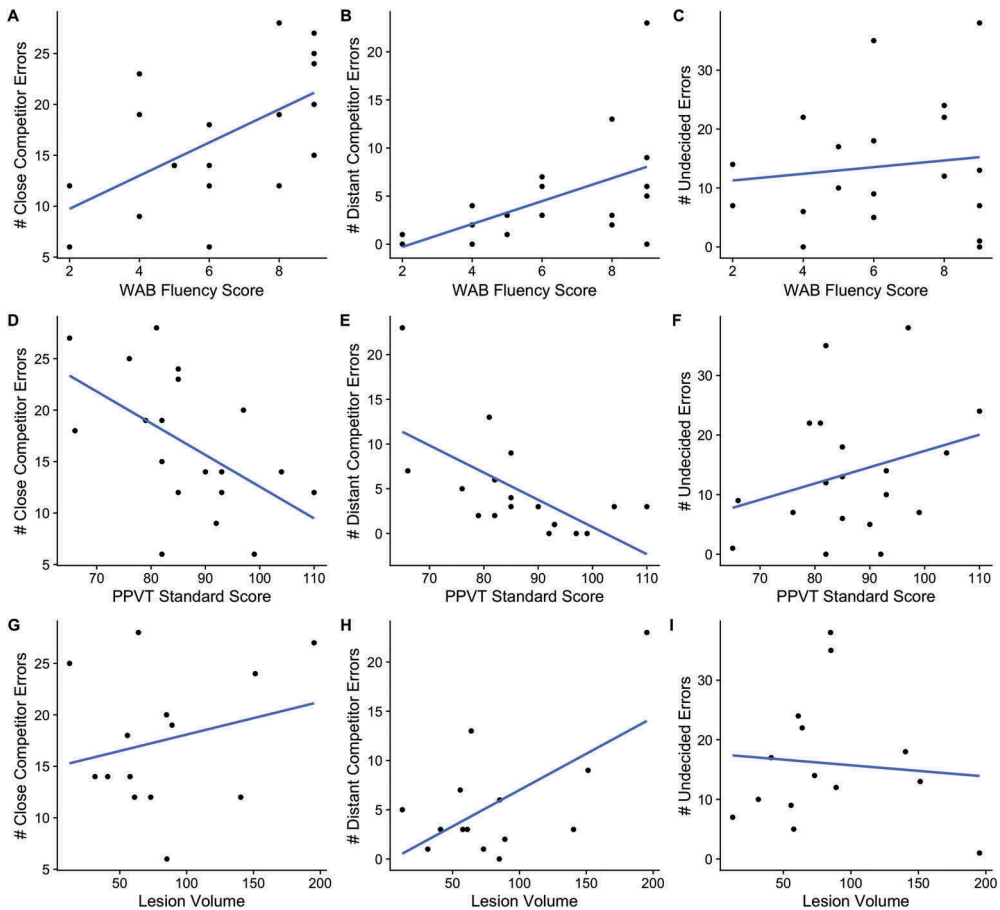 A
# Close Competitor Errors
25
20
15
10
5
2
4
6
8
WAB Fluency Score
B
# Distant Competitor Errors
20
15
10
5
0
2
4
6
8
WAB Fluency Score
C
# Undecided Errors
30
20
10
0
2
4
6
8
WAB Fluency Score
D
# Close Competitor Errors
25
20
15
10
5
70
80
90
100
110
PPVT Standard Score
E
# Distant Competitor Errors
20
15
10
5
0
70
80
90
100
110
PPVT Standard Score
F
# Undecided Errors
30
20
10
0
70
80
90
100
110
PPVT Standard Score
G
# Close Competitor Errors
25
20
15
10
5
50
100
150
200
Lesion Volume
H
# Distant Competitor Errors
20
10
0
50
100
150
200
Lesion Volume
I
# Undecided Errors
30
20
10
0
50
100
150
200
Lesion Volume